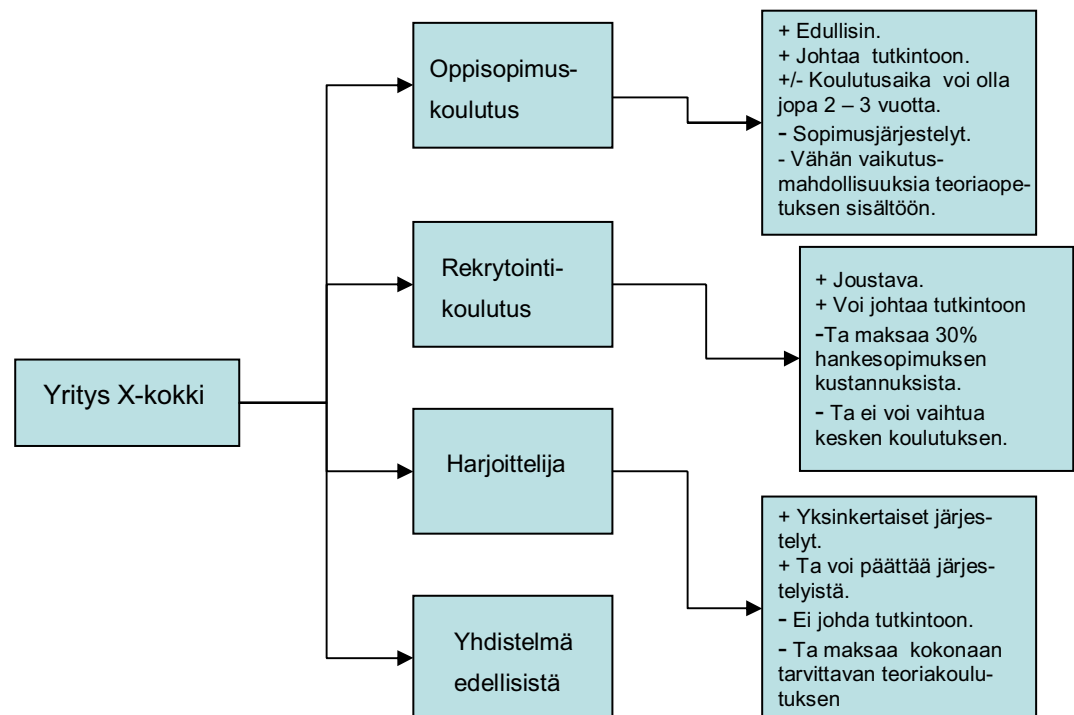 Yritys X-kokki
Oppisopimus-
koulutus
+ Edullisin.
+ Johtaa tutkintoon.
+/- Koulutusaika voi olla
jopa 2 – 3 vuotta.
- Sopimusjärjestelyt.
- Vähän vaikutus-
mahdollisuuksia teoriaope-
tuksen sisältöön.
Rekrytointi-
koulutus
+ Joustava.
+ Voi johtaa tutkintoon
-Ta maksaa 30%
hankesopimuksen
kustannuksista.
- Ta ei voi vaihtua
kesken koulutuksen.
Harjoittelija
+ Yksinkertaiset järjes-
telyt.
+ Ta voi päättää järjes-
telyistä.
- Ei johda tutkintoon.
- Ta maksaa kokonaan
tarvittavan teoriakoulu-
tuksen
Yhdistelmä
edellisistä